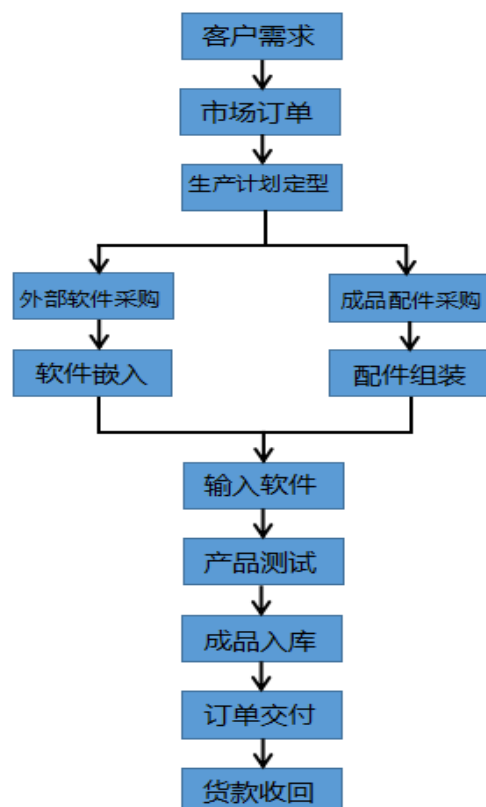 客户需求
市场订单
生产计划定型
外部软件采购
成品配件采购
软件嵌入
配件组装
输入软件
产品测试
成品入库
订单交付
货款收回